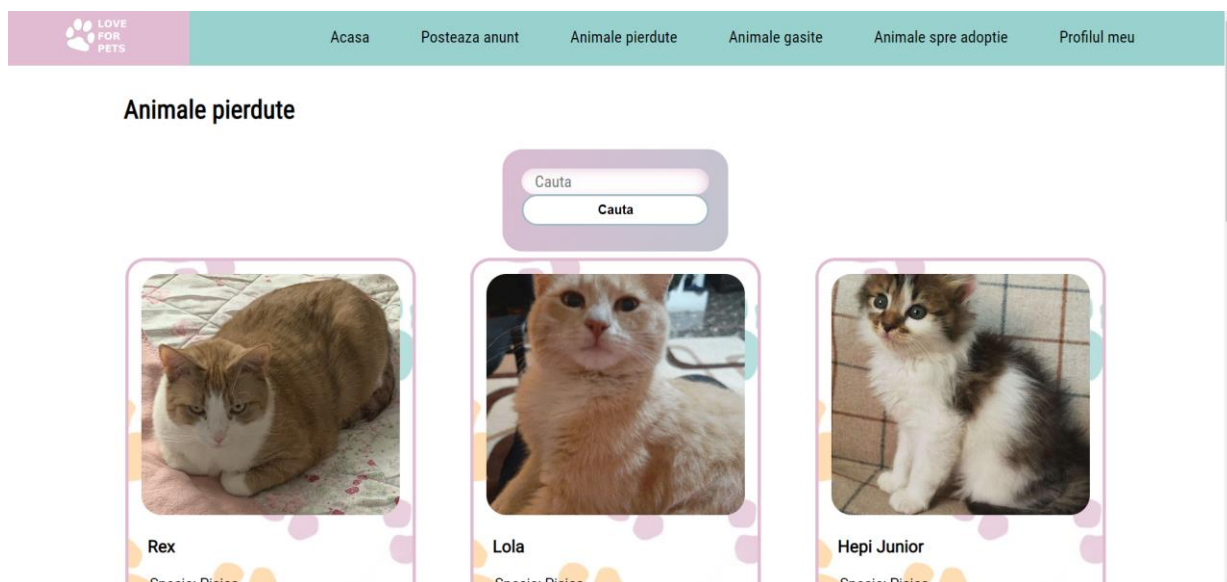 LOVE
FOR
PETS
Acasa Posteaza anunt Animale pierdute Animale gasite Animale spre adoptie Profilul meu
Animale pierdute
Cauta
Cauta
Rex Lola Hepi Junior